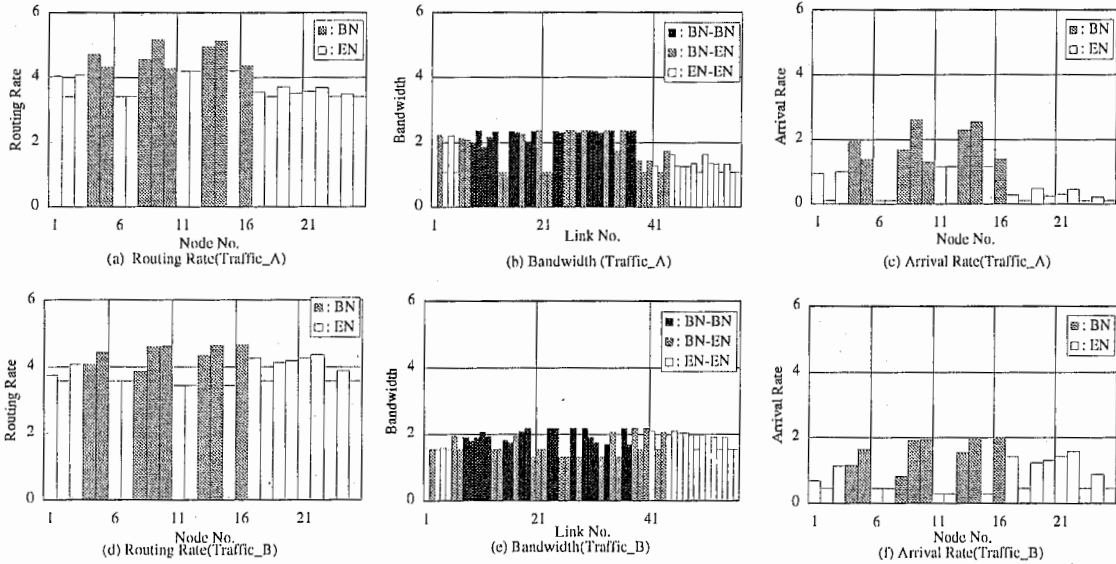 6
4
2
0
Routing Rate
: BN
: EN
1 6 11 16 21
Node No.
(a) Routing Rate(Traffic_A)
6
4
2
0
Bandwidth
: BN-BN
: BN-EN
: EN-EN
1 21 41
Link No.
(b) Bandwidth (Traffic_A)
6
4
2
0
Arrival Rate
: BN
: EN
1 6 11 16 21
Node No.
(c) Arrival Rate(Traffic_A)
6
4
2
0
Routing Rate
: BN
: EN
1 6 11 16 21
Node No.
(d) Routing Rate(Traffic_B)
6
4
2
0
Bandwidth
: BN-BN
: BN-EN
: EN-EN
1 21 41
Link No.
(e) Bandwidth(Traffic_B)
6
4
2
0
Arrival Rate
: BN
: EN
1 6 11 16 21
Node No.
(f) Arrival Rate(Traffic_B)